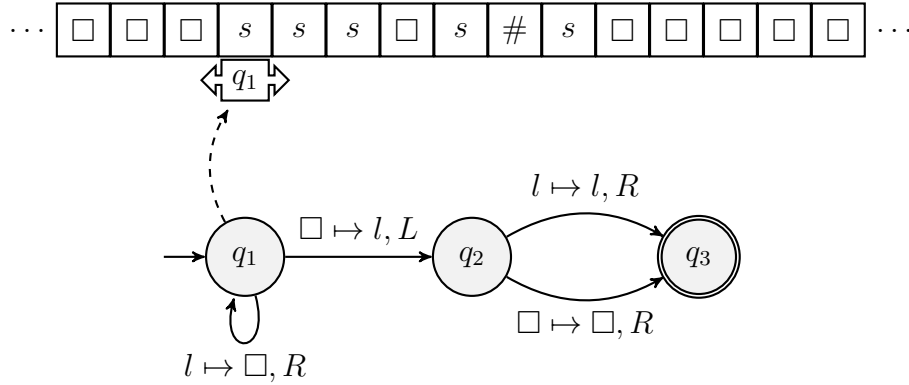 ··· □ □ □ s s s □ s # s □ □ □ □ □ ···
q₁
l ↦ l, R
□ ↦ l, L
q₁ q₂ q₃
□ ↦ □, R
l ↦ □, R